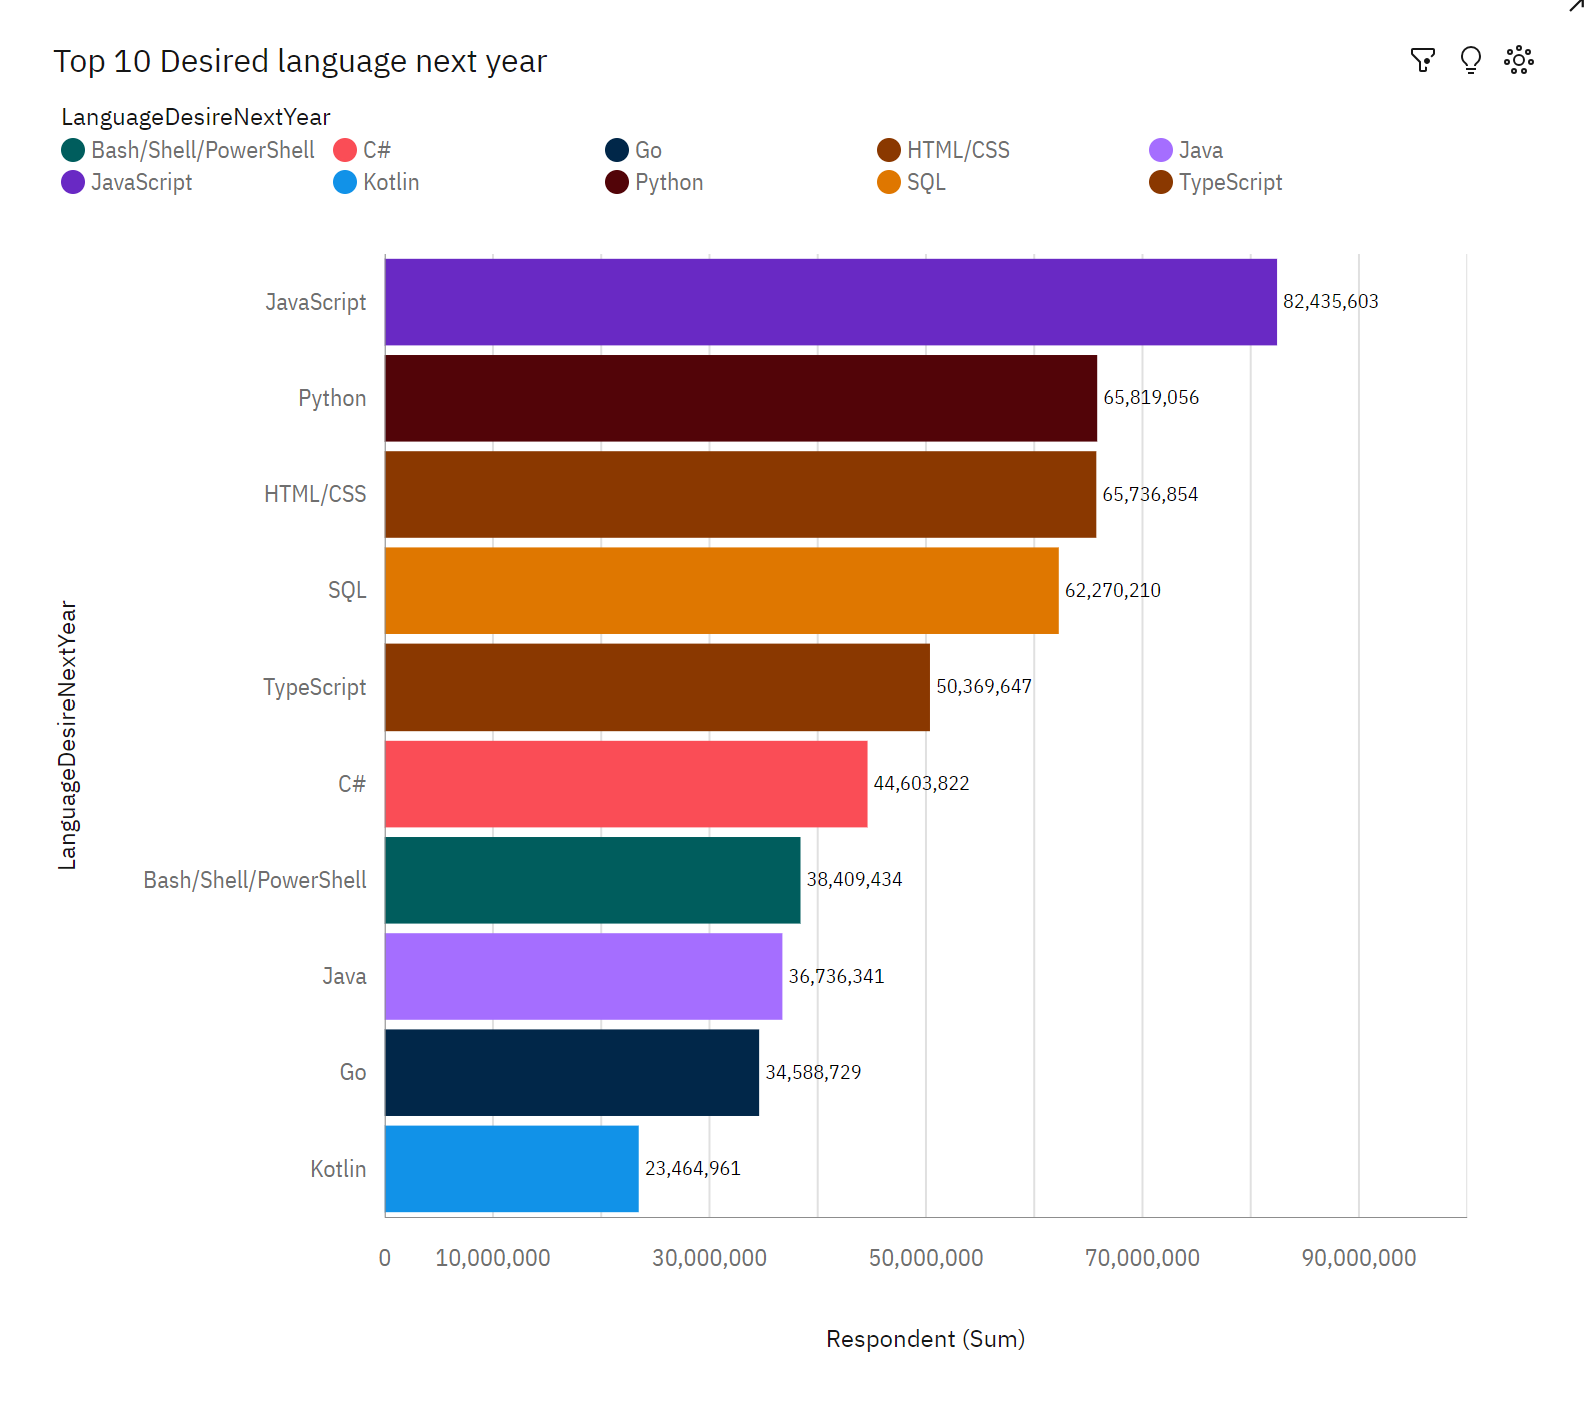 Top 10 Desired language next year
LanguageDesireNextYear
Bash/Shell/PowerShell C# Go HTML/CSS Java
JavaScript Kotlin Python SQL TypeScript
LanguageDesireNextYear
JavaScript 82,435,603
Python 65,819,056
HTML/CSS 65,736,854
SQL 62,270,210
TypeScript 50,369,647
C# 44,603,822
Bash/Shell/PowerShell 38,409,434
Java 36,736,341
Go 34,588,729
Kotlin 23,464,961
0 10,000,000 30,000,000 50,000,000 70,000,000 90,000,000
Respondent (Sum)